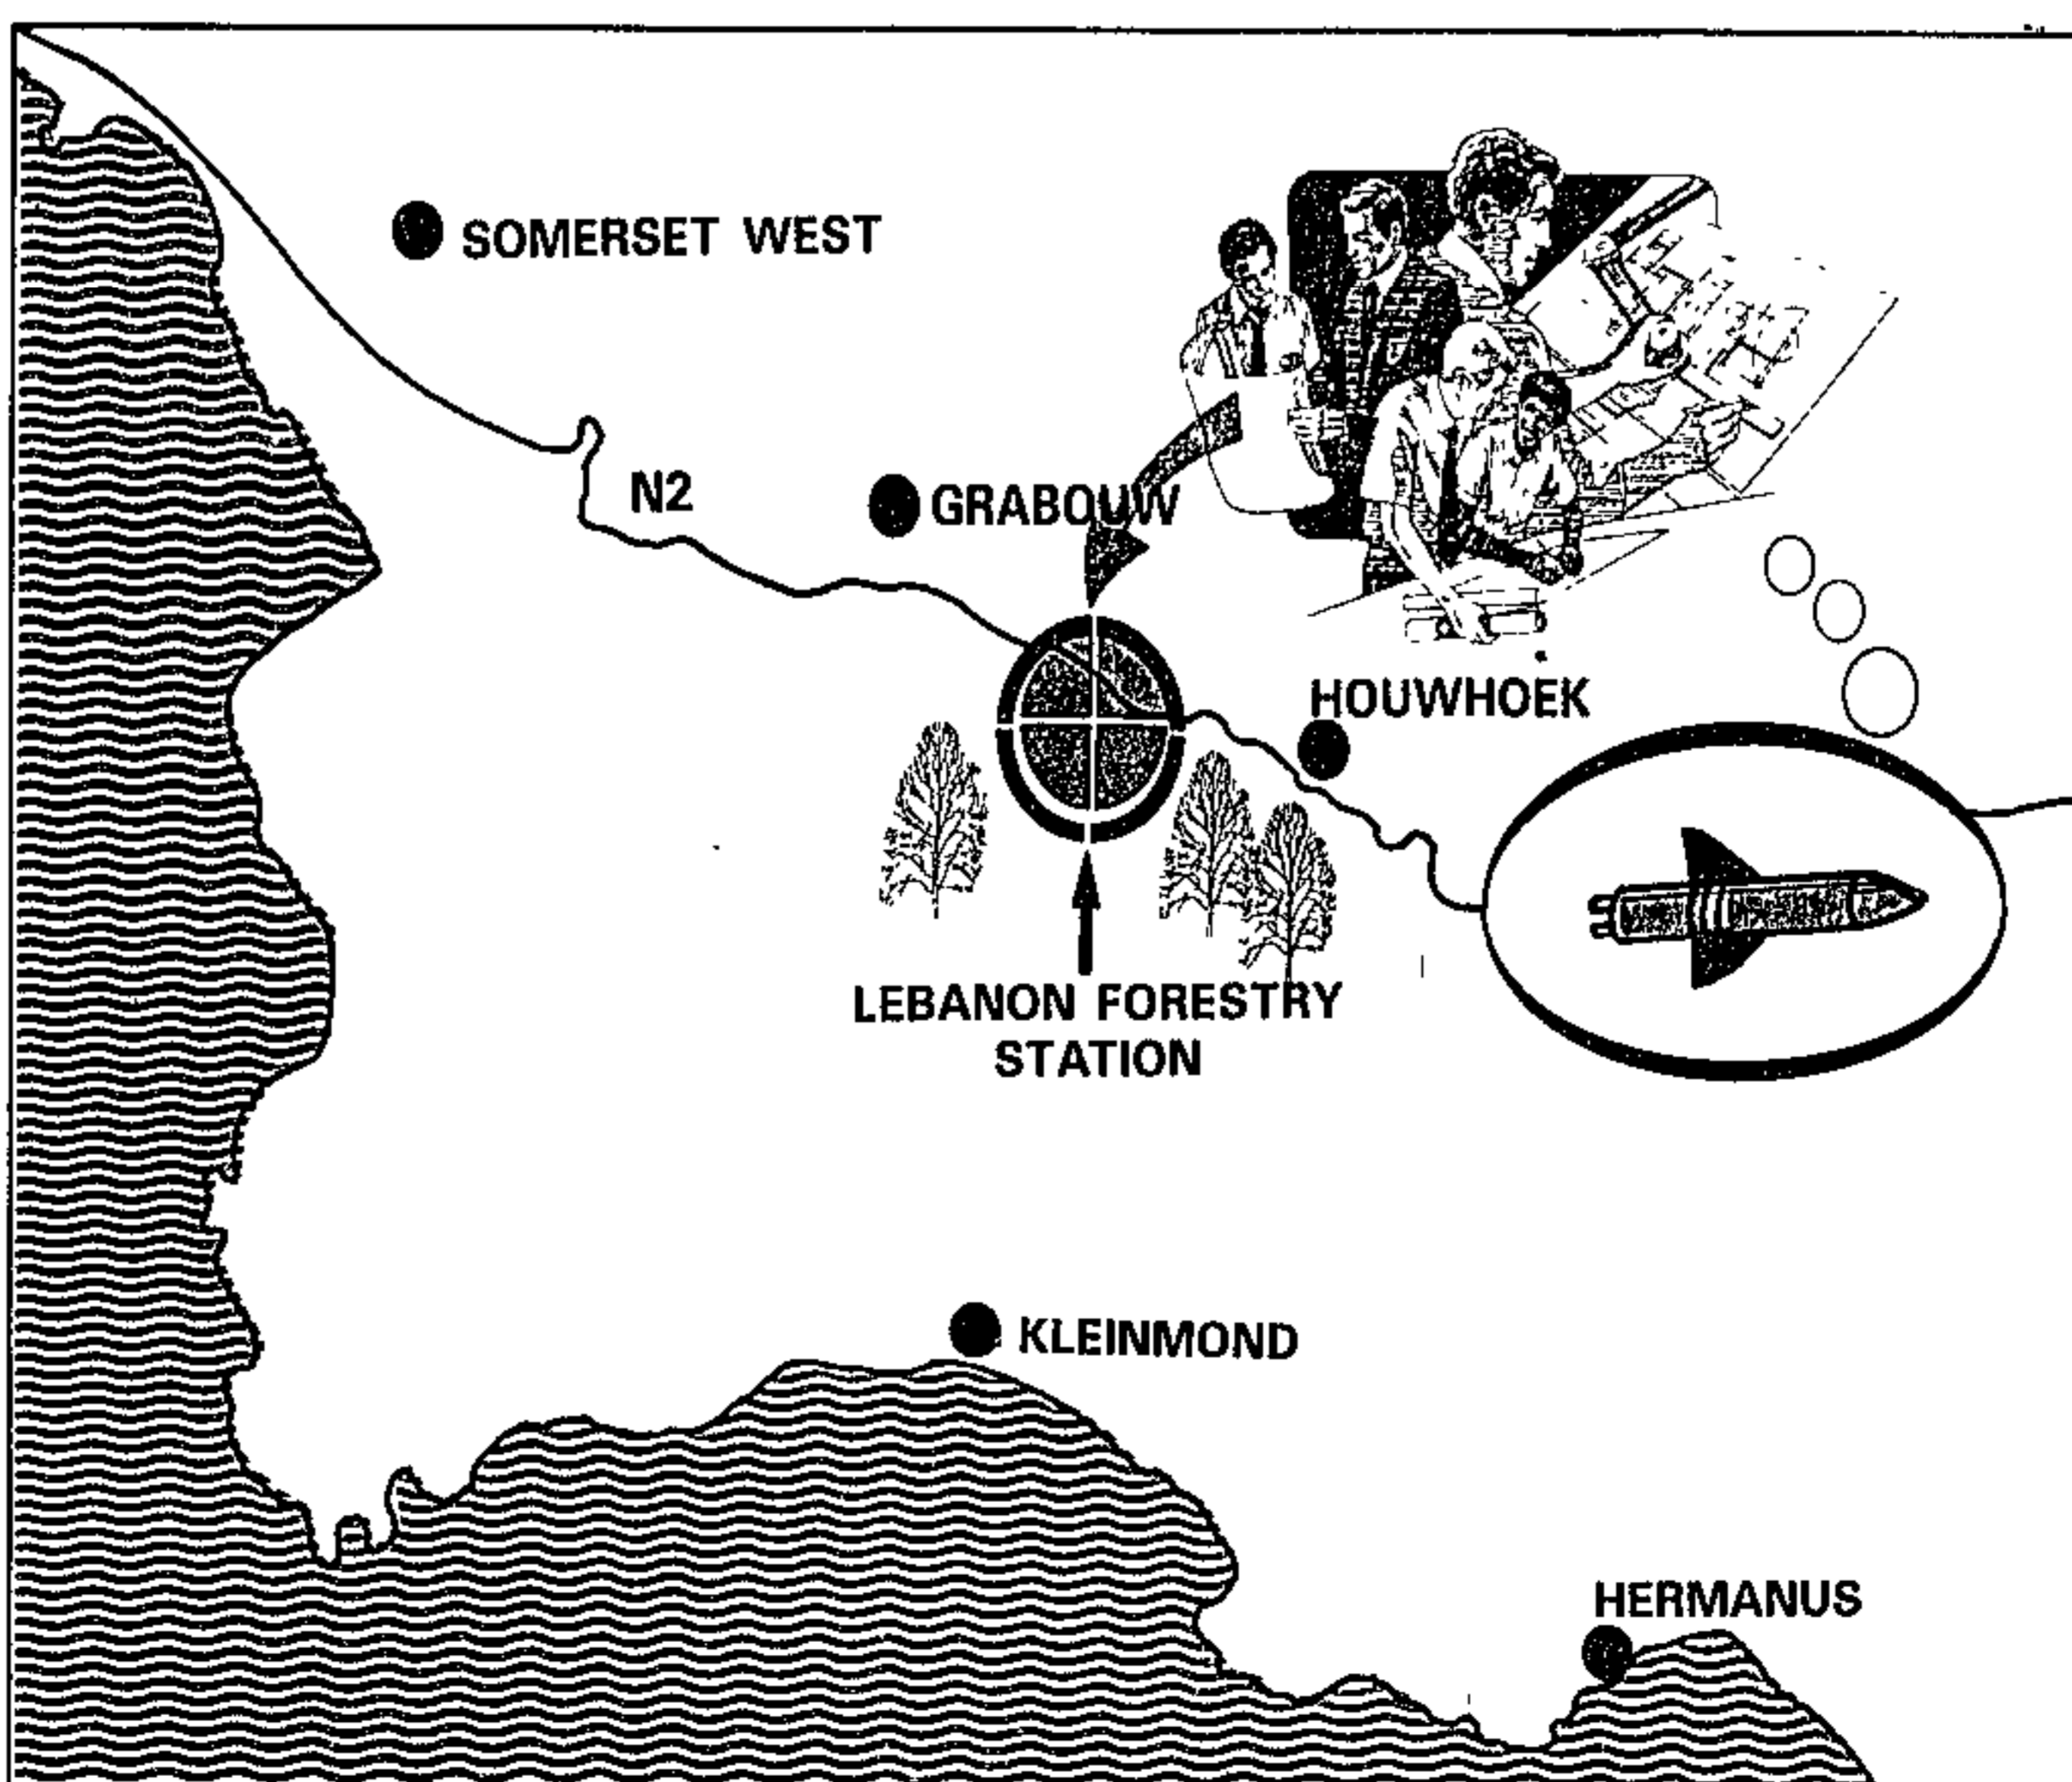 SOMERSET WEST
N2
GRABOUW
HOUWHOEK
LEBANON FORESTRY
STATION
KLEINMOND
HERMANUS